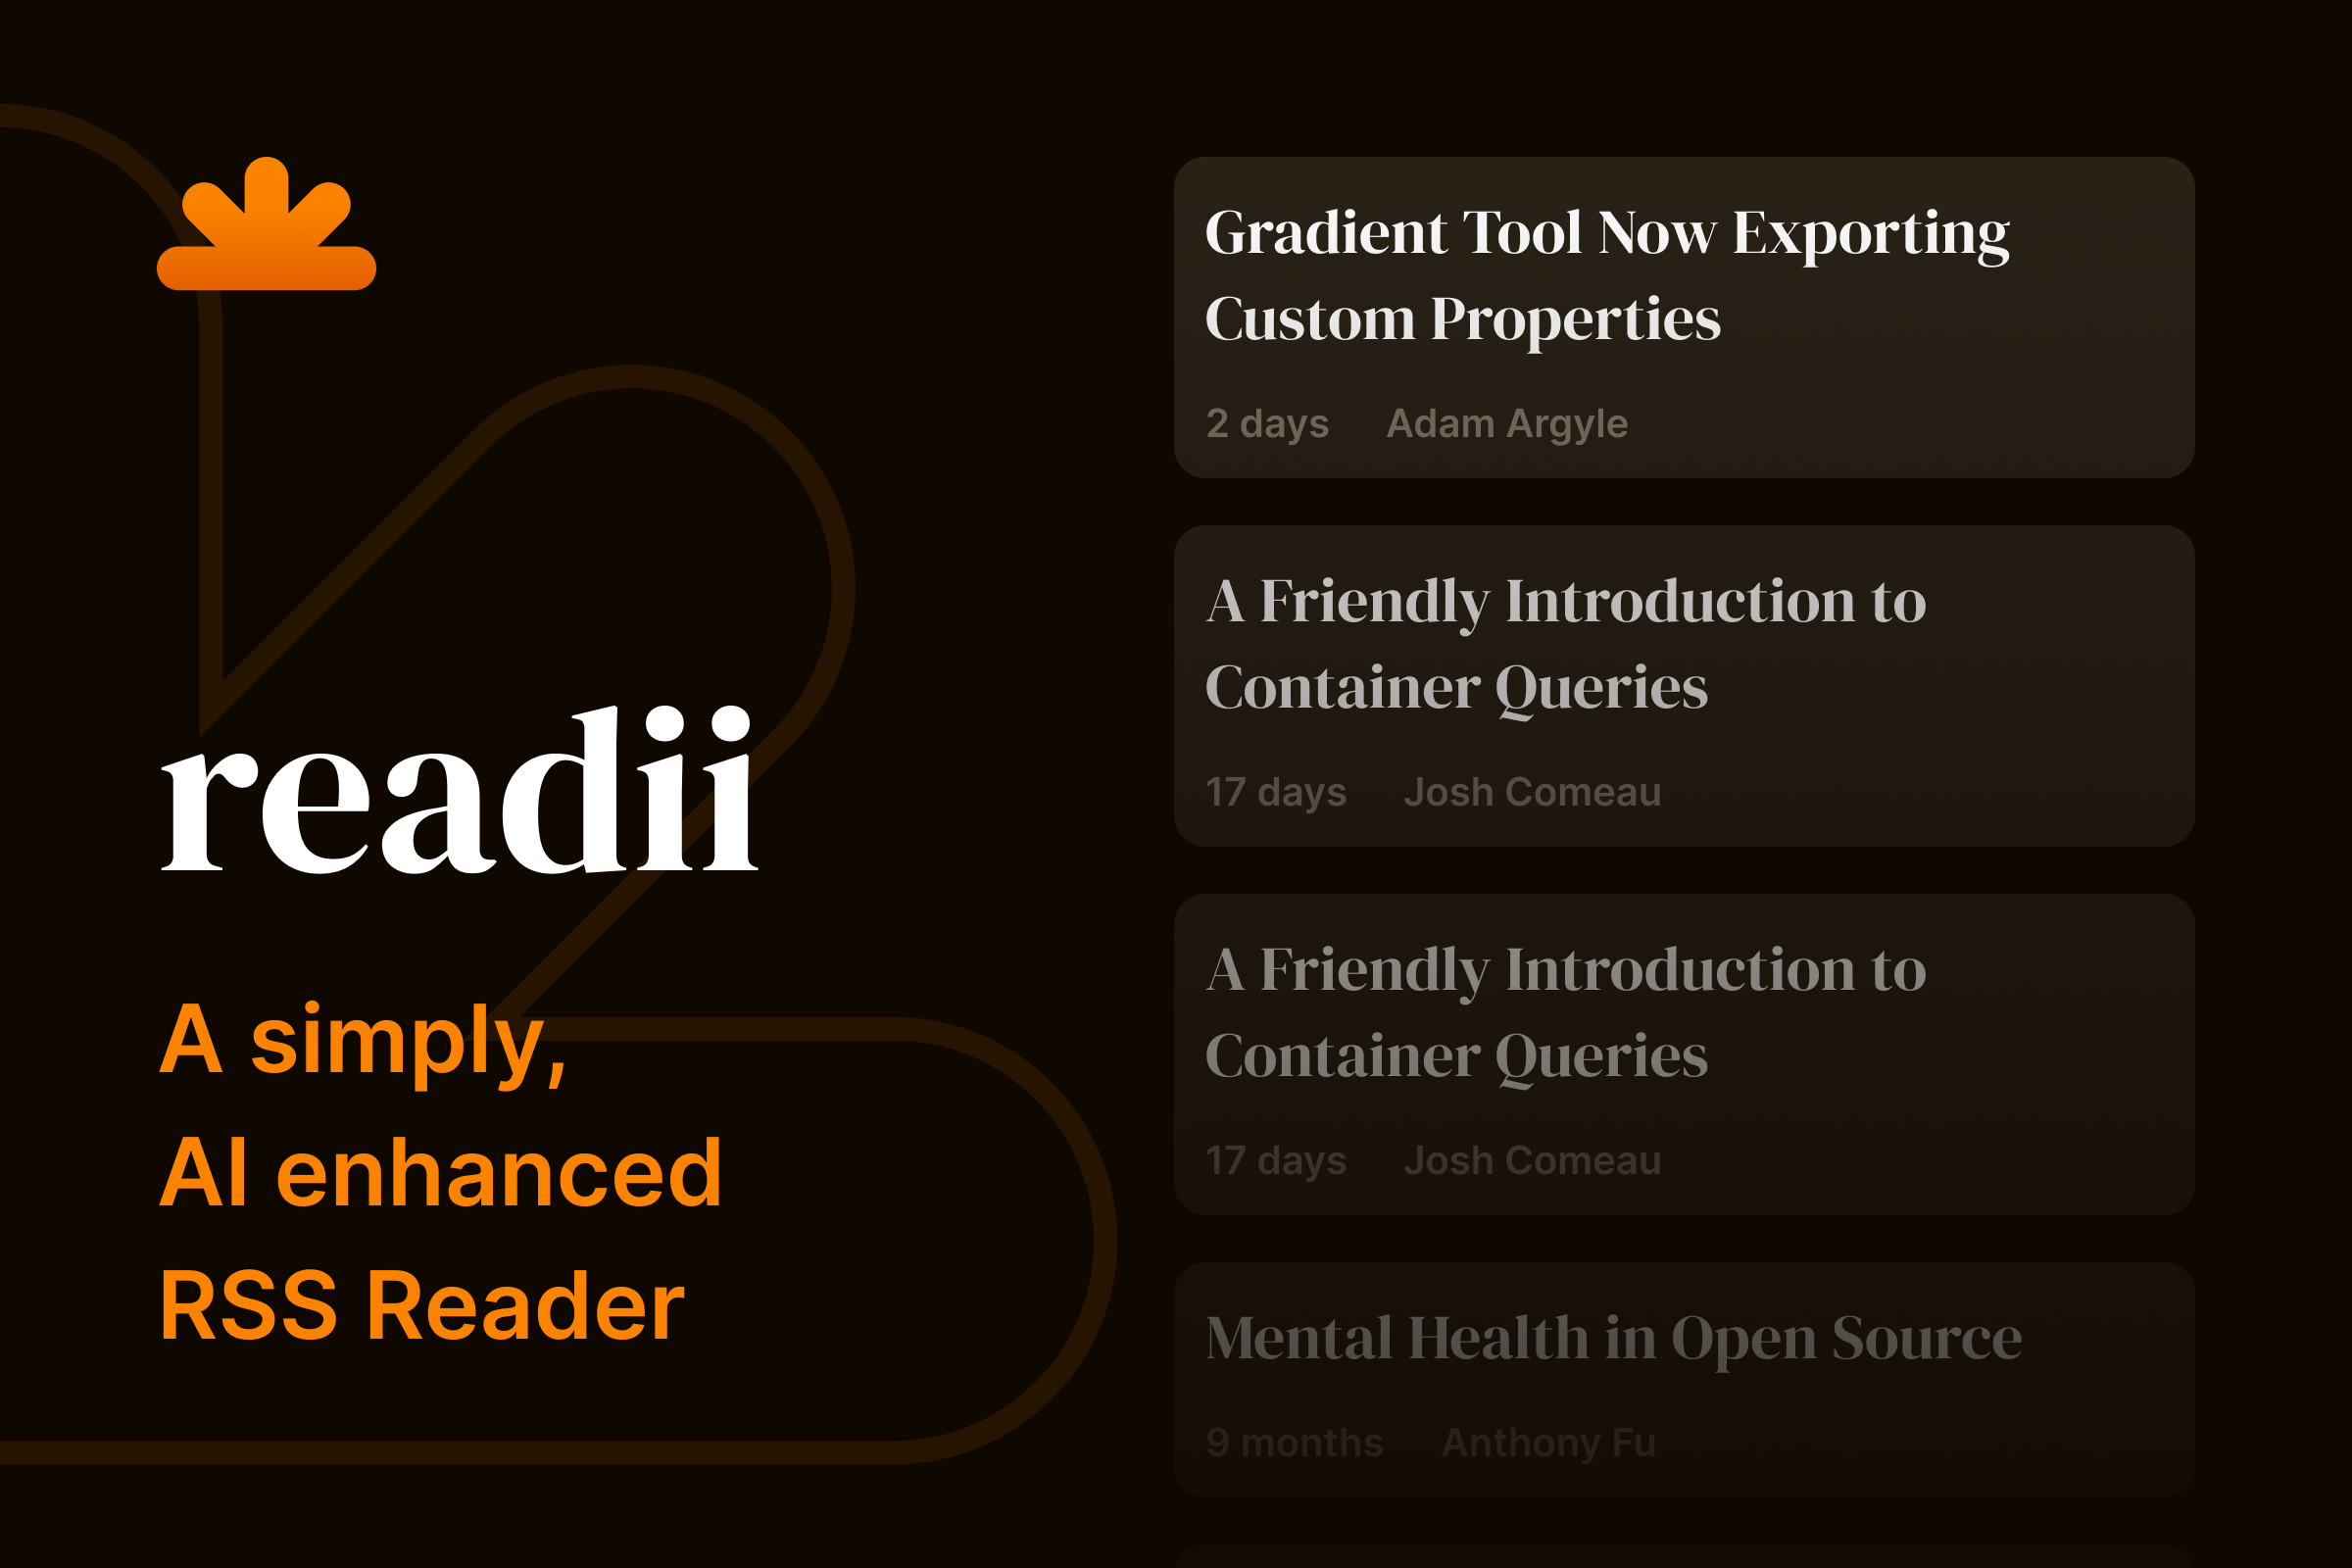 readii
A simply,
AI enhanced
RSS Reader
Gradient Tool Now Exporting
Custom Properties
2 days Adam Argyle
A Friendly Introduction to
Container Queries
17 days Josh Comeau
A Friendly Introduction to
Container Queries
17 days Josh Comeau
Mental Health in Open Source
9 months Anthony Fu